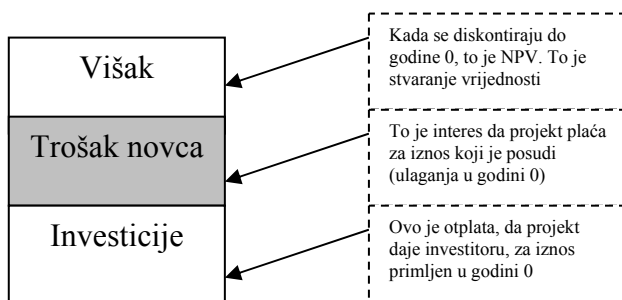 Višak
Kada se diskontiraju do
godine 0, to je NPV. To je
stvaranje vrijednosti
Trošak novca
To je interes da projekt plaća
za iznos koji je posudi
(ulaganja u godini 0)
Investicije
Ovo je otplata, da projekt
daje investitoru, za iznos
primljen u godini 0